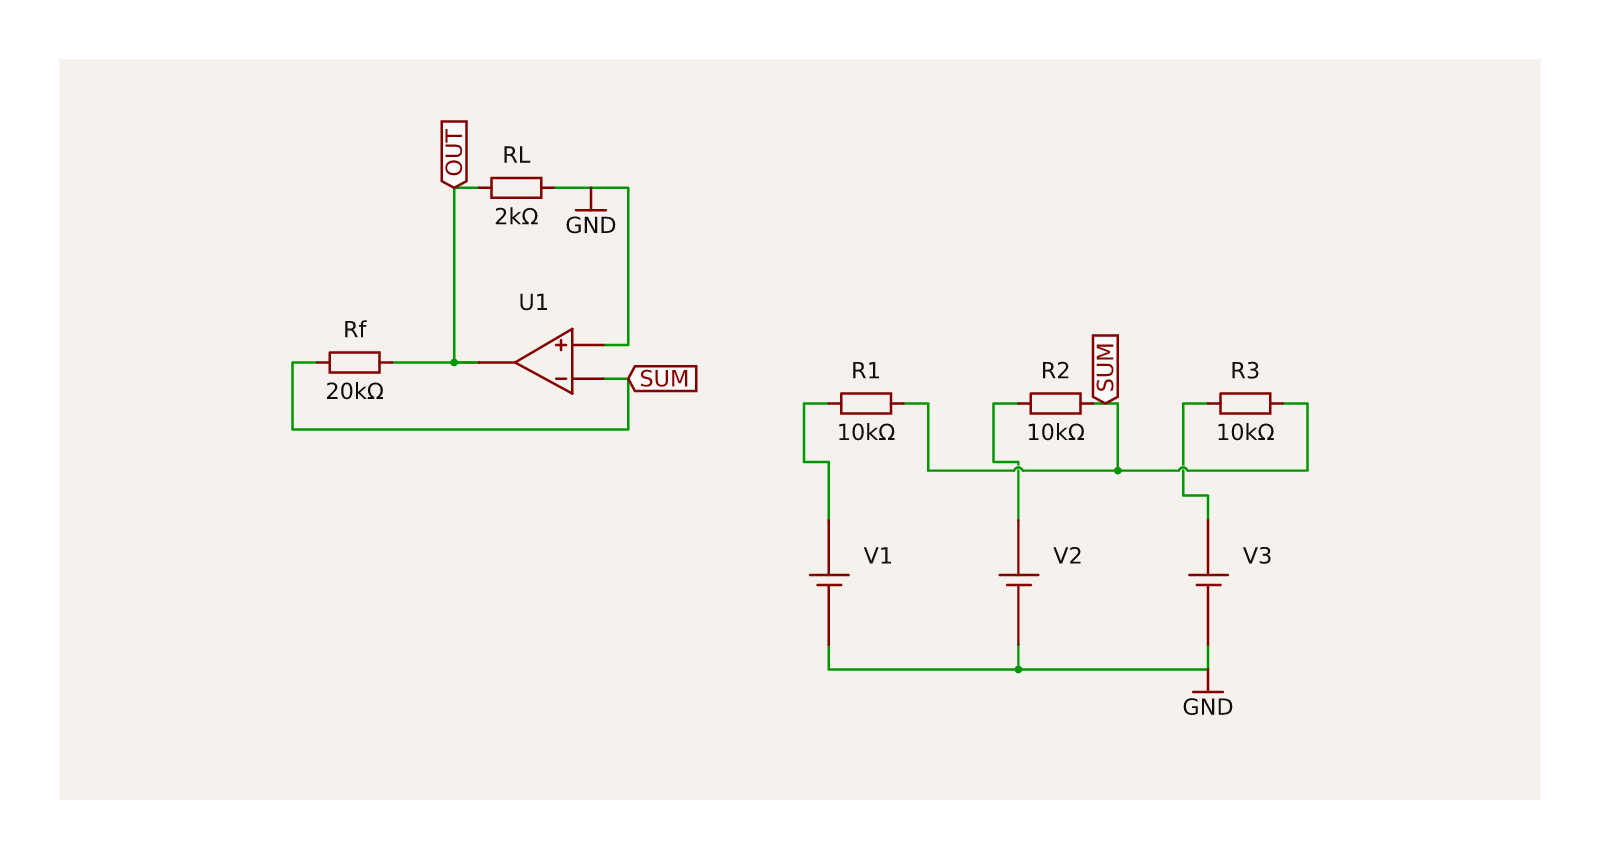 OUT
RL
2kΩ
GND
U1
+
−
SUM
Rf
20kΩ
R1
10kΩ
R2
10kΩ
SUM
R3
10kΩ
V1
V2
V3
GND